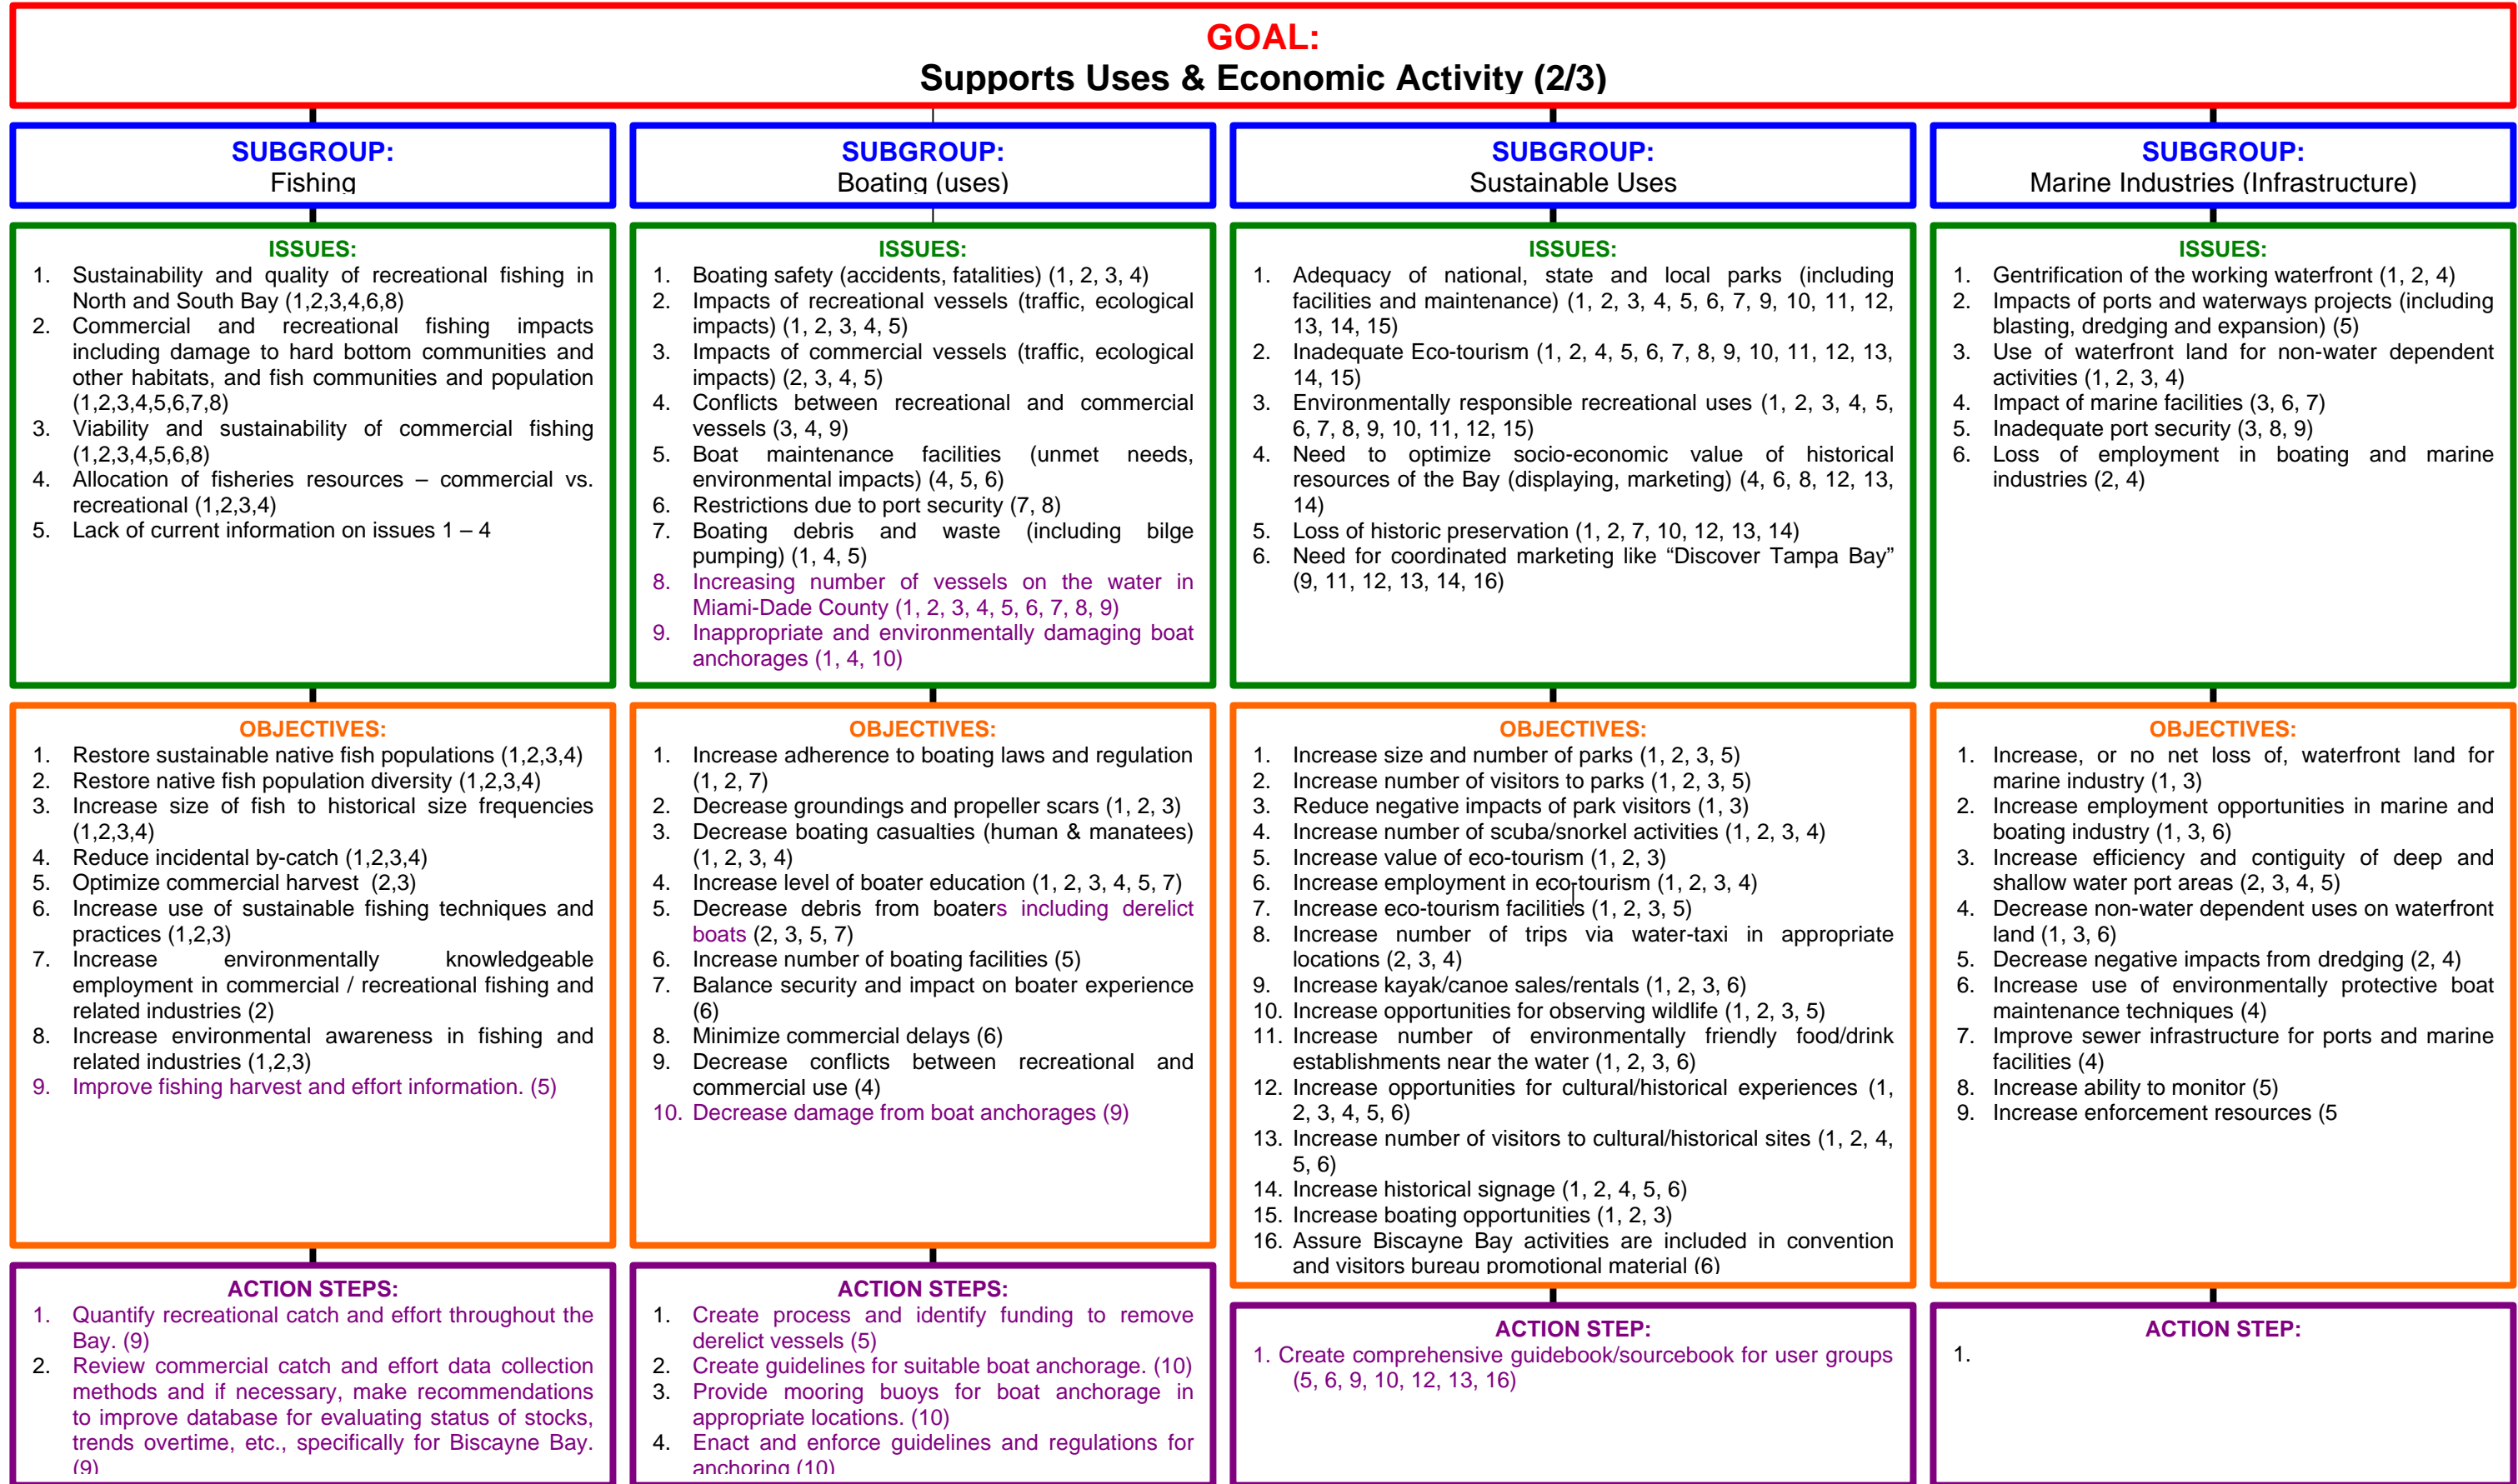 GOAL:
Supports Uses & Economic Activity (2/3)
SUBGROUP:
Fishing
ISSUES:
1. Sustainability and quality of recreational fishing in
North and South Bay (1,2,3,4,6,8)
2. Commercial and recreational fishing impacts
including damage to hard bottom communities and
other habitats, and fish communities and population
(1,2,3,4,5,6,7,8)
3. Viability and sustainability of commercial fishing
(1,2,3,4,5,6,8)
4. Allocation of fisheries resources – commercial vs.
recreational (1,2,3,4)
5. Lack of current information on issues 1 – 4
OBJECTIVES:
1. Restore sustainable native fish populations (1,2,3,4)
2. Restore native fish population diversity (1,2,3,4)
3. Increase size of fish to historical size frequencies
(1,2,3,4)
4. Reduce incidental by-catch (1,2,3,4)
5. Optimize commercial harvest (2,3)
6. Increase use of sustainable fishing techniques and
practices (1,2,3)
7. Increase environmentally knowledgeable
employment in commercial / recreational fishing and
related industries (2)
8. Increase environmental awareness in fishing and
related industries (1,2,3)
9. Improve fishing harvest and effort information. (5)
ACTION STEPS:
1. Quantify recreational catch and effort throughout the
Bay. (9)
2. Review commercial catch and effort data collection
methods and if necessary, make recommendations
to improve database for evaluating status of stocks,
trends overtime, etc., specifically for Biscayne Bay.
(9)
SUBGROUP:
Boating (uses)
ISSUES:
1. Boating safety (accidents, fatalities) (1, 2, 3, 4)
2. Impacts of recreational vessels (traffic, ecological
impacts) (1, 2, 3, 4, 5)
3. Impacts of commercial vessels (traffic, ecological
impacts) (2, 3, 4, 5)
4. Conflicts between recreational and commercial
vessels (3, 4, 9)
5. Boat maintenance facilities (unmet needs,
environmental impacts) (4, 5, 6)
6. Restrictions due to port security (7, 8)
7. Boating debris and waste (including bilge
pumping) (1, 4, 5)
8. Increasing number of vessels on the water in
Miami-Dade County (1, 2, 3, 4, 5, 6, 7, 8, 9)
9. Inappropriate and environmentally damaging boat
anchorages (1, 4, 10)
OBJECTIVES:
1. Increase adherence to boating laws and regulation
(1, 2, 7)
2. Decrease groundings and propeller scars (1, 2, 3)
3. Decrease boating casualties (human & manatees)
(1, 2, 3, 4)
4. Increase level of boater education (1, 2, 3, 4, 5, 7)
5. Decrease debris from boaters including derelict
boats (2, 3, 5, 7)
6. Increase number of boating facilities (5)
7. Balance security and impact on boater experience
(6)
8. Minimize commercial delays (6)
9. Decrease conflicts between recreational and
commercial use (4)
10. Decrease damage from boat anchorages (9)
ACTION STEPS:
1. Create process and identify funding to remove
derelict vessels (5)
2. Create guidelines for suitable boat anchorage. (10)
3. Provide mooring buoys for boat anchorage in
appropriate locations. (10)
4. Enact and enforce guidelines and regulations for
anchoring (10)
SUBGROUP:
Sustainable Uses
ISSUES:
1. Adequacy of national, state and local parks (including
facilities and maintenance) (1, 2, 3, 4, 5, 6, 7, 9, 10, 11, 12,
13, 14, 15)
2. Inadequate Eco-tourism (1, 2, 4, 5, 6, 7, 8, 9, 10, 11, 12, 13,
14, 15)
3. Environmentally responsible recreational uses (1, 2, 3, 4, 5,
6, 7, 8, 9, 10, 11, 12, 15)
4. Need to optimize socio-economic value of historical
resources of the Bay (displaying, marketing) (4, 6, 8, 12, 13,
14)
5. Loss of historic preservation (1, 2, 7, 10, 12, 13, 14)
6. Need for coordinated marketing like “Discover Tampa Bay”
(9, 11, 12, 13, 14, 16)
OBJECTIVES:
1. Increase size and number of parks (1, 2, 3, 5)
2. Increase number of visitors to parks (1, 2, 3, 5)
3. Reduce negative impacts of park visitors (1, 3)
4. Increase number of scuba/snorkel activities (1, 2, 3, 4)
5. Increase value of eco-tourism (1, 2, 3)
6. Increase employment in eco-tourism (1, 2, 3, 4)
7. Increase eco-tourism facilities (1, 2, 3, 5)
8. Increase number of trips via water-taxi in appropriate
locations (2, 3, 4)
9. Increase kayak/canoe sales/rentals (1, 2, 3, 6)
10. Increase opportunities for observing wildlife (1, 2, 3, 5)
11. Increase number of environmentally friendly food/drink
establishments near the water (1, 2, 3, 6)
12. Increase opportunities for cultural/historical experiences (1,
2, 3, 4, 5, 6)
13. Increase number of visitors to cultural/historical sites (1, 2, 4,
5, 6)
14. Increase historical signage (1, 2, 4, 5, 6)
15. Increase boating opportunities (1, 2, 3)
16. Assure Biscayne Bay activities are included in convention
and visitors bureau promotional material (6)
ACTION STEP:
1. Create comprehensive guidebook/sourcebook for user groups
(5, 6, 9, 10, 12, 13, 16)
SUBGROUP:
Marine Industries (Infrastructure)
ISSUES:
1. Gentrification of the working waterfront (1, 2, 4)
2. Impacts of ports and waterways projects (including
blasting, dredging and expansion) (5)
3. Use of waterfront land for non-water dependent
activities (1, 2, 3, 4)
4. Impact of marine facilities (3, 6, 7)
5. Inadequate port security (3, 8, 9)
6. Loss of employment in boating and marine
industries (2, 4)
OBJECTIVES:
1. Increase, or no net loss of, waterfront land for
marine industry (1, 3)
2. Increase employment opportunities in marine and
boating industry (1, 3, 6)
3. Increase efficiency and contiguity of deep and
shallow water port areas (2, 3, 4, 5)
4. Decrease non-water dependent uses on waterfront
land (1, 3, 6)
5. Decrease negative impacts from dredging (2, 4)
6. Increase use of environmentally protective boat
maintenance techniques (4)
7. Improve sewer infrastructure for ports and marine
facilities (4)
8. Increase ability to monitor (5)
9. Increase enforcement resources (5
ACTION STEP:
1.